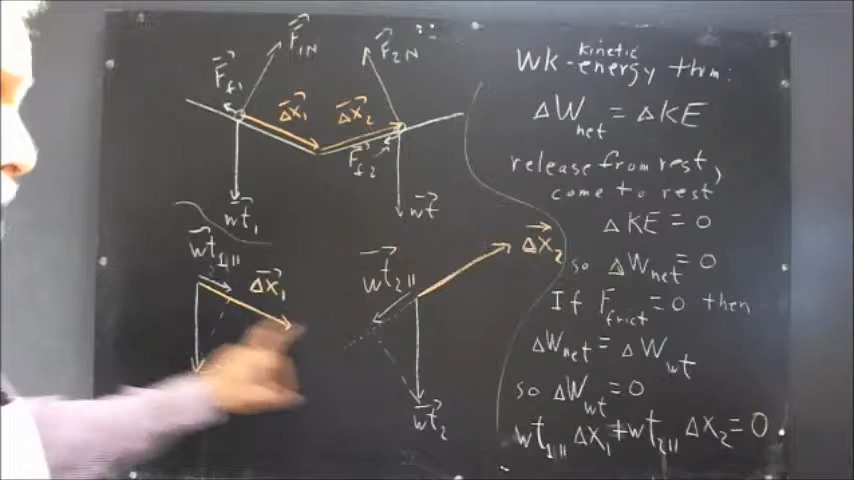 F⃗₁N
F⃗₂N
F⃗f1
Δx⃗₁
Δx⃗₂
F⃗f2
wt⃗₁
wt⃗
wt⃗₁||
Δx⃗₁
wt⃗₂||
Δx⃗₂
wt⃗₂
kinetic
Wk-energy thm:
ΔWnet = ΔKE
release from rest,
come to rest
ΔKE = 0
so ΔWnet = 0
If Ffrict = 0 then
ΔWnet = ΔWwt
so ΔWwt = 0
wt₁|| Δx₁ + wt₂|| Δx₂ = 0